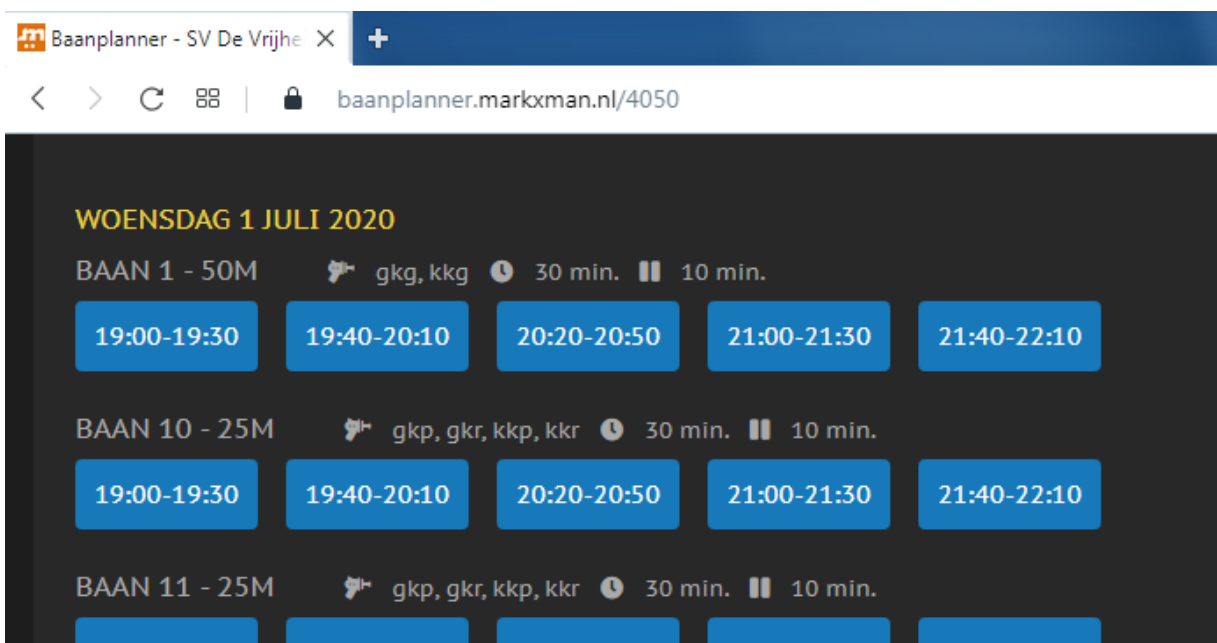 Baanplanner - SV De Vrijhe
baanplanner.markxman.nl/4050
WOENSDAG 1 JULI 2020
BAAN 1 - 50M gkg, kkg 30 min. 10 min.
19:00-19:30 19:40-20:10 20:20-20:50 21:00-21:30 21:40-22:10
BAAN 10 - 25M gkp, gkr, kkp, kkr 30 min. 10 min.
19:00-19:30 19:40-20:10 20:20-20:50 21:00-21:30 21:40-22:10
BAAN 11 - 25M gkp, gkr, kkp, kkr 30 min. 10 min.